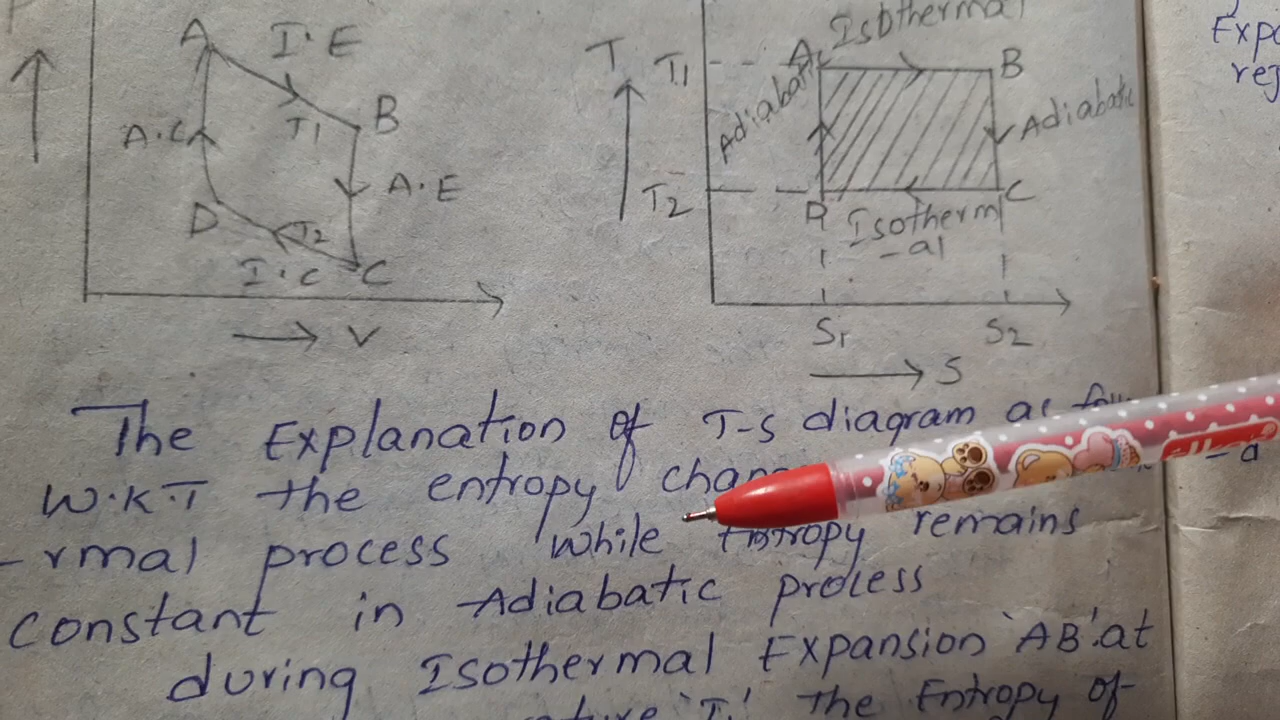 P
A
I·E
T1
B
A·C
A·E
D
T2
I·C
C
V
T
T1
A
Isothermal
B
Adiabatic
Adiabatic
T2
D
Isotherm
-al
C
S1
S2
S
The Explanation of T-S diagram as
W.K.T the entropy
-rmal process while Entropy remains
constant in Adiabatic process
during Isothermal Expansion 'AB' at
'T1' the Entropy of
-a